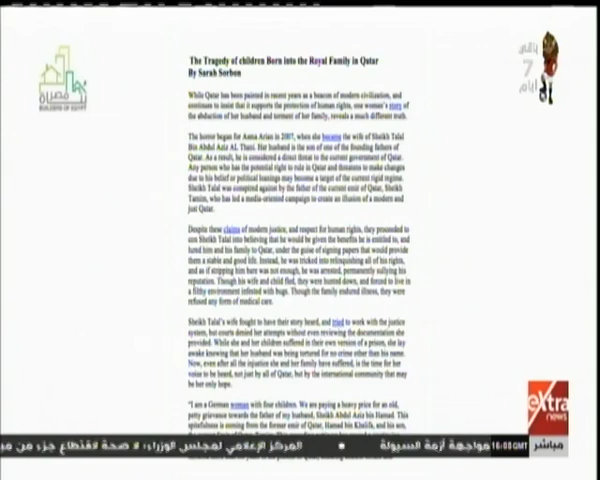 باقي
7
أيام
بناة
مصر
BUILDERS OF EGYPT
The Tragedy of children Born into the Royal Family in Qatar
By Sarah Sorbon
While Qatar has been painted in recent years as a beacon of modern civilization, and
continues to insist that it supports the protection of human rights, one woman's story of
the abduction of her husband and torment of her family, reveals a much different truth.
The horror began for Asma Arian in 2007, when she became the wife of Sheikh Talal
Bin Abdul Aziz AL Thani. Her husband is the son of one of the founding fathers of
Qatar. As a result, he is considered a direct threat to the current government of Qatar.
Any person who has the potential right to rule in Qatar and threatens to make changes
due to his belief or political leanings may become a target of the current rigid regime.
Sheikh Talal was conspired against by the father of the current emir of Qatar, Sheikh
Tamim, who has led a media-oriented campaign to create an illusion of a modern and
just Qatar.
Despite these claims of modern justice, and respect for human rights, they proceeded to
con Sheikh Talal into believing that he would be given the benefits he is entitled to, and
lured him and his family to Qatar, under the guise of signing papers that would provide
them a stable and good life. Instead, he was tricked into relinquishing all of his rights,
and as if stripping him bare was not enough, he was arrested, permanently sullying his
reputation. Though his wife and child fled, they were hunted down, and forced to live in
a filthy environment infested with bugs. Though the family endured illness, they were
refused any form of medical care.
Sheikh Talal's wife fought to have their story heard, and tried to work with the justice
system, but courts denied her attempts without even reviewing the documentation she
provided. While she and her children suffered in their own version of a prison, she lay
awake knowing that her husband was being tortured for no crime other than his name.
Now, even after all the injustice she and her family have suffered, is the time for her
voice to be heard, not just by all of Qatar, but by the international community that may
be her only hope.
"I am a German woman with four children. We are paying a heavy price for an old,
petty grievance towards the father of my husband, Sheikh Abdul Aziz bin Hamad. This
spitefulness is coming from the former emir of Qatar, Hamad bin Khalifa, and his son,
eXtra
news
مباشر
16:05 GMT
مواجهة أزمة السيولة
المركز الإعلامي لمجلس الوزراء: لا صحة لاقتطاع جزء من